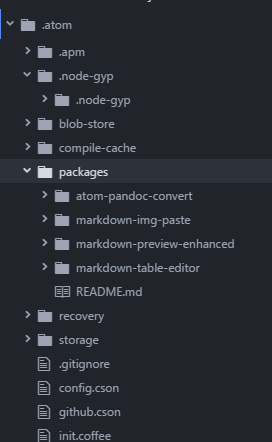 .atom
.apm
.node-gyp
.node-gyp
blob-store
compile-cache
packages
atom-pandoc-convert
markdown-img-paste
markdown-preview-enhanced
markdown-table-editor
README.md
recovery
storage
.gitignore
config.cson
github.cson
init.coffee